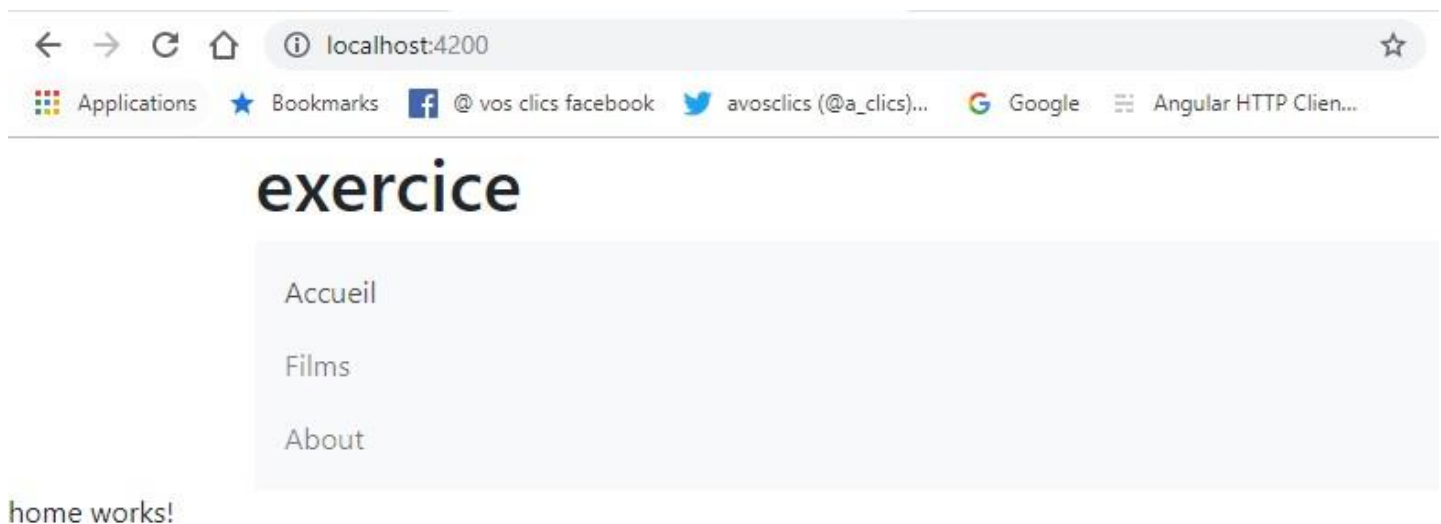 localhost:4200
Applications Bookmarks @ vos clics facebook avosclics (@a_clics)... Google Angular HTTP Clien...
exercice
Accueil
Films
About
home works!